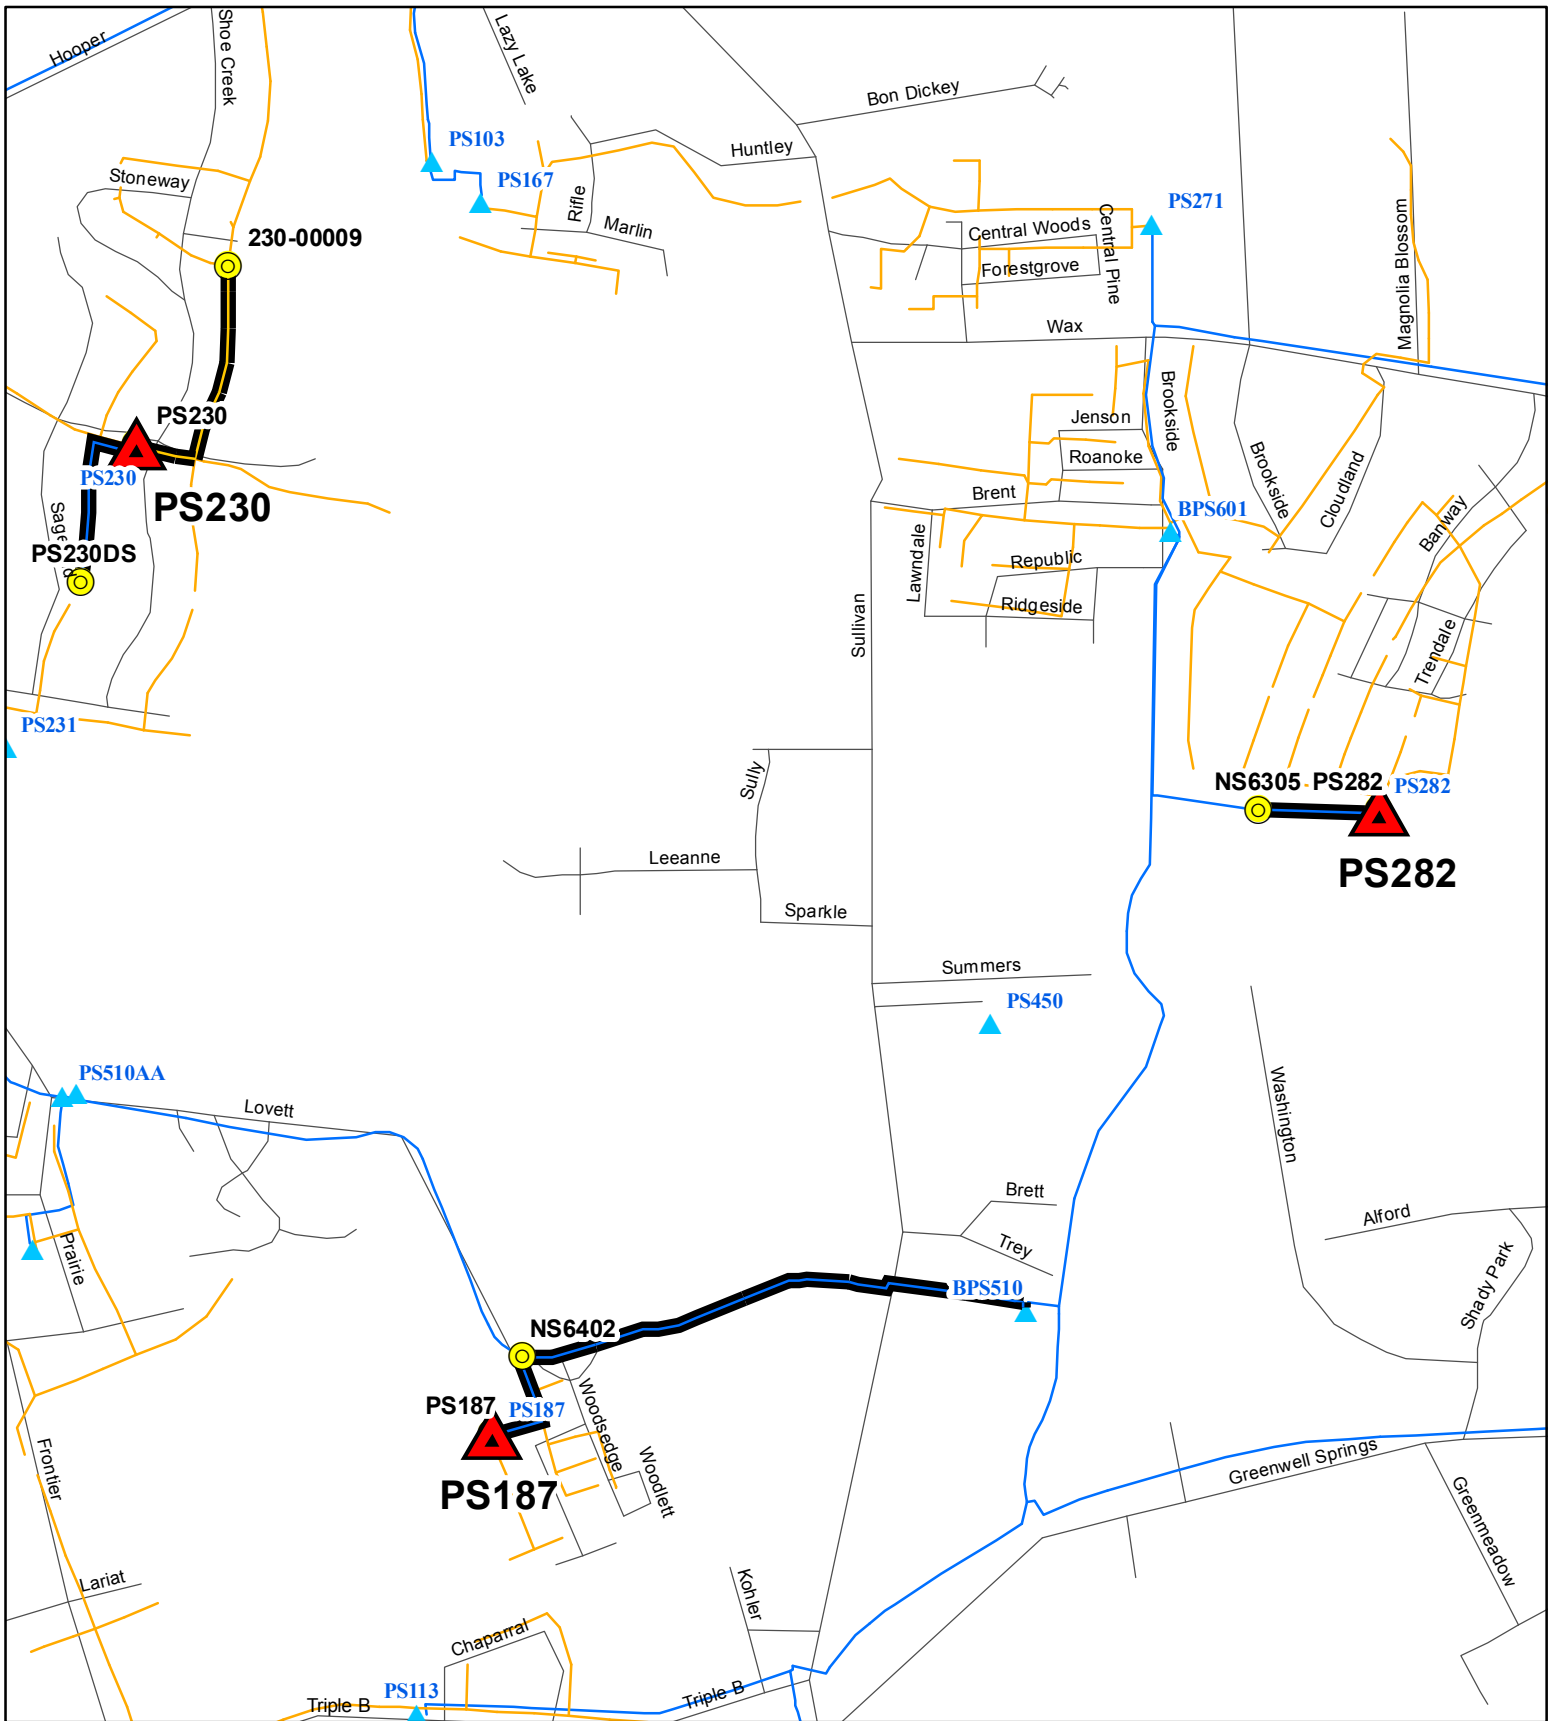 Hooper
Shoe Creek
Lazy Lake
Bon Dickey
PS103
Huntley
Stoneway
PS167
Rifle
Marlin
PS271
230-00009
Central Woods
Central Pine
Forestgrove
Magnolia Blossom
Wax
Brookside
PS230
Jenson
Roanoke
PS230
PS230
Brent
Brookside
Cloudland
BPS601
Banway
PS230DS
Lawndale
Republic
Ridgeside
Sullivan
Trendale
PS231
Sully
NS6305
PS282
PS282
Leeanne
PS282
Sparkle
Summers
PS450
PS510AA
Lovett
Washington
Brett
Alford
Trey
Prairie
Shady Park
BPS510
NS6402
PS187
PS187
Woodsedge
Frontier
PS187
Woodlett
Greenwell Springs
Greenmeadow
Lariat
Kohler
Chaparral
PS113
Triple B
Triple B